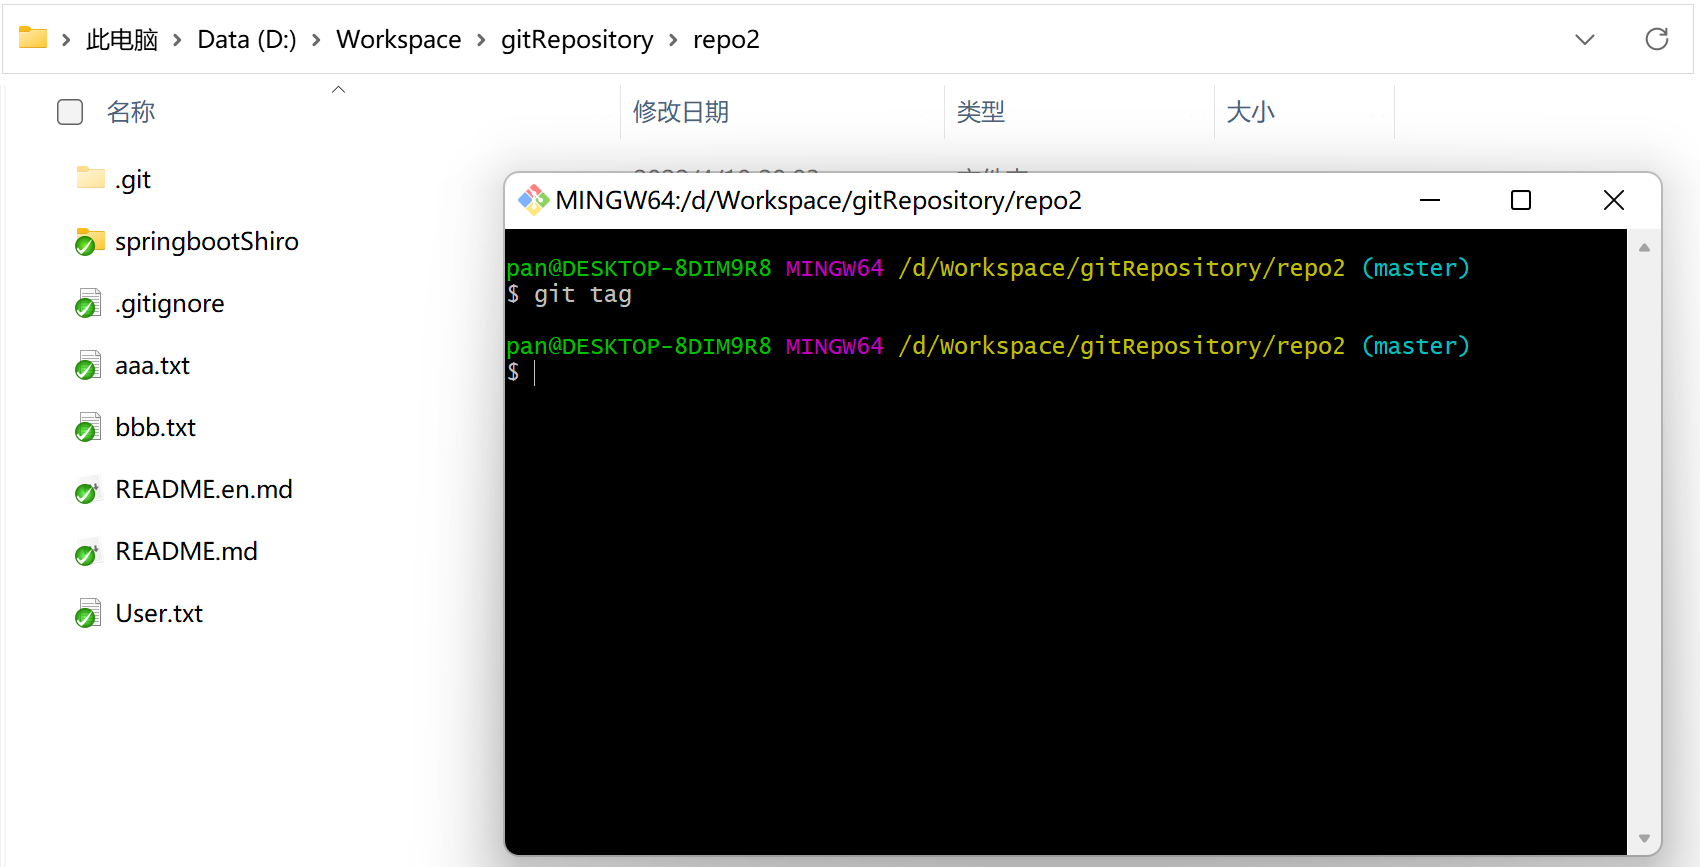 此电脑 > Data (D:) > Workspace > gitRepository > repo2
名称 修改日期 类型 大小
.git
springbootShiro
.gitignore
aaa.txt
bbb.txt
README.en.md
README.md
User.txt
MINGW64:/d/Workspace/gitRepository/repo2
pan@DESKTOP-8DIM9R8 MINGW64 /d/Workspace/gitRepository/repo2 (master)
$ git tag
pan@DESKTOP-8DIM9R8 MINGW64 /d/Workspace/gitRepository/repo2 (master)
$